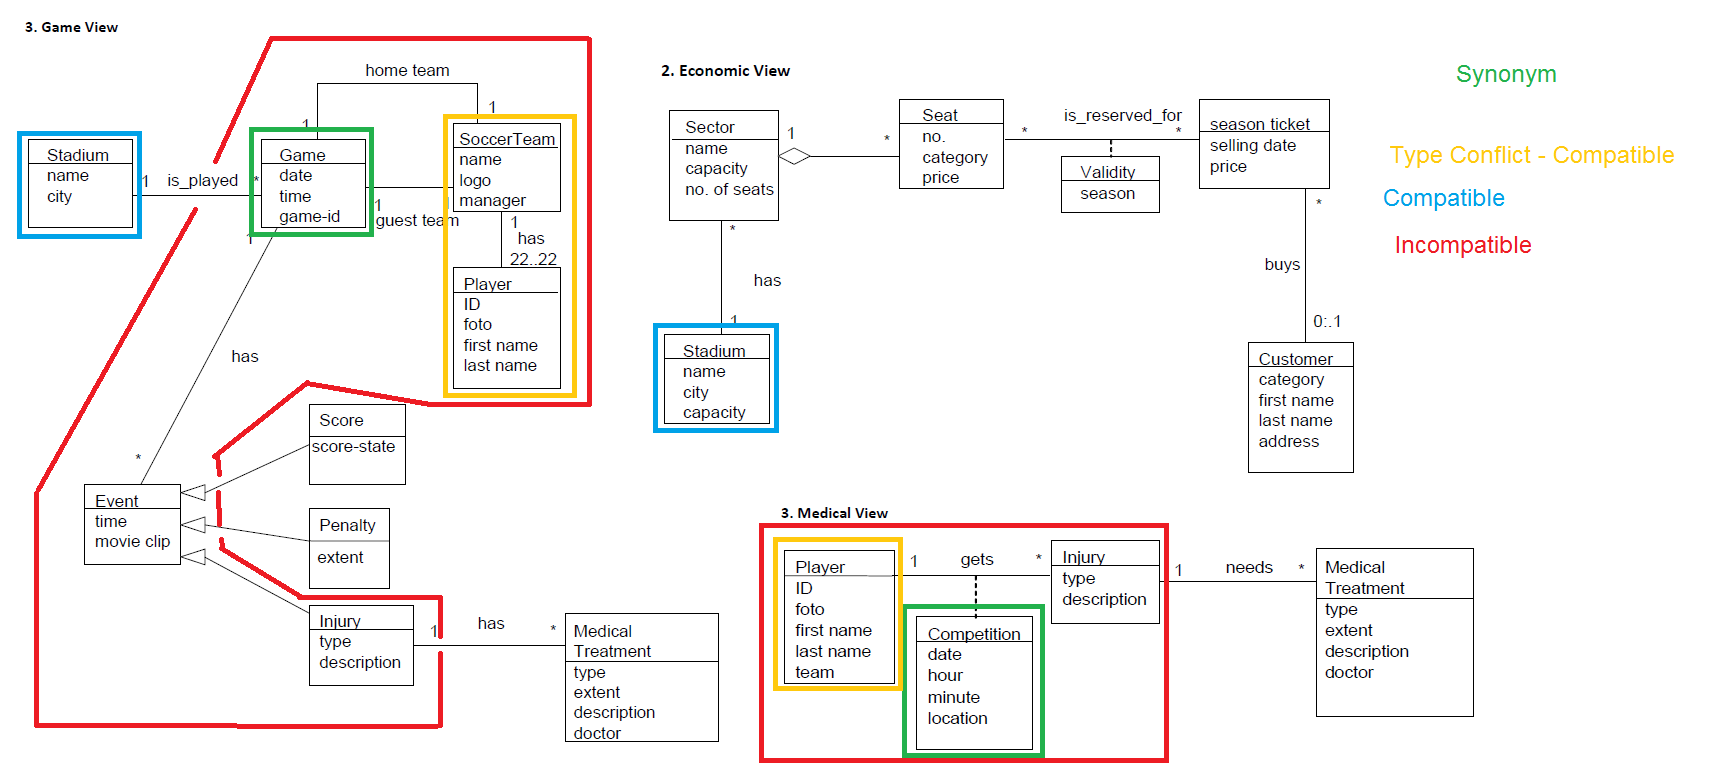 3. Game View
home team
1
1
Stadium
name
city
1
is_played
*
Game
date
time
game-id
1
1
guest team
SoccerTeam
name
logo
manager
1
has
22..22
Player
ID
foto
first name
last name
has
*
Event
time
movie clip
Score
score-state
Penalty
extent
Injury
type
description
1
has
*
Medical
Treatment
type
extent
description
doctor
2. Economic View
Sector
name
capacity
no. of seats
1
*
Seat
no.
category
price
*
is_reserved_for
*
Validity
season
season ticket
selling date
price
*
buys
0:.1
Customer
category
first name
last name
address
*
has
1
Stadium
name
city
capacity
Synonym
Type Conflict - Compatible
Compatible
Incompatible
3. Medical View
Player
ID
foto
first name
last name
team
1
gets
*
Competition
date
hour
minute
location
Injury
type
description
1
needs
*
Medical
Treatment
type
extent
description
doctor